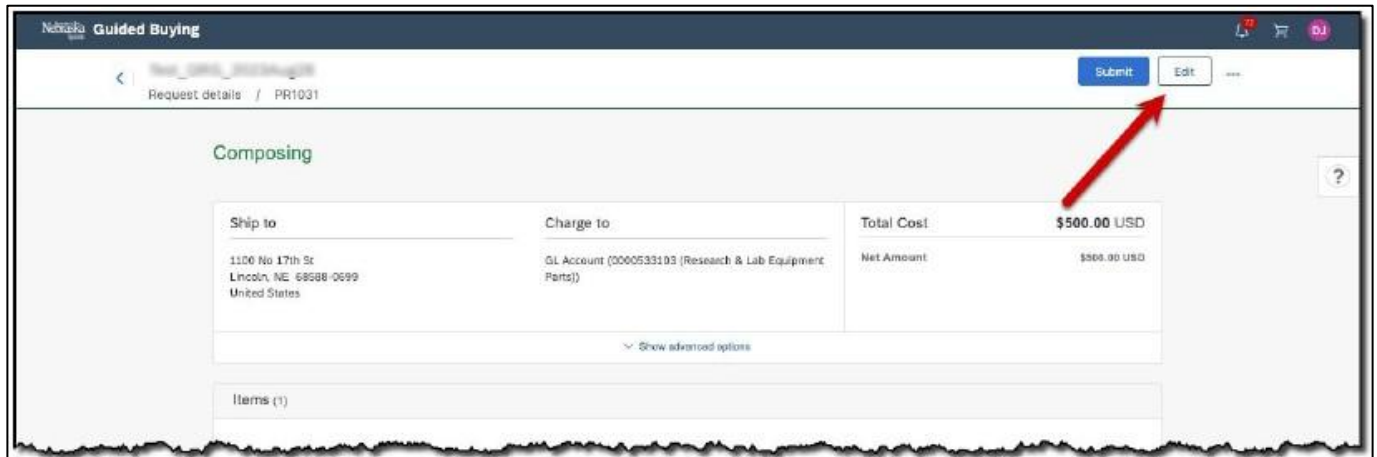 Nebraska Guided Buying
72
DJ
Submit
Edit
Request details / PR1031
Composing
?
Ship to
Charge to
Total Cost
$500.00 USD
1100 No 17th St
Lincoln, NE 68588-0699
United States
GL Account (0000533103 (Research & Lab Equipment
Parts))
Net Amount
$500.00 USD
Show advanced options
Items (1)